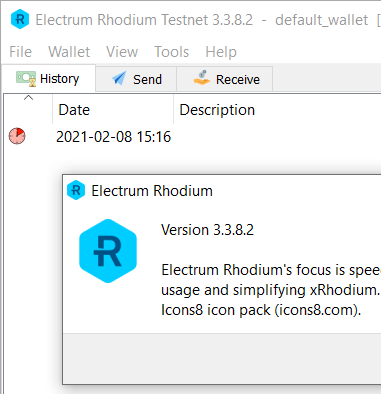 Electrum Rhodium Testnet 3.3.8.2 - default_wallet [
File Wallet View Tools Help
History Send Receive
Date Description
2021-02-08 15:16
Electrum Rhodium
Version 3.3.8.2
Electrum Rhodium's focus is
usage and simplifying xRhodium.
Icons8 icon pack (icons8.com).